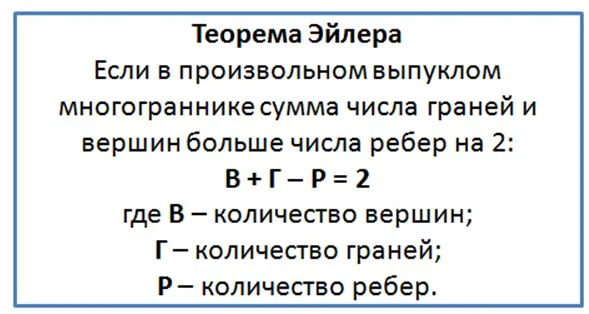 Теорема Эйлера
Если в произвольном выпуклом
многограннике сумма числа граней и
вершин больше числа ребер на 2:
В + Г – Р = 2
где В – количество вершин;
Г – количество граней;
Р – количество ребер.